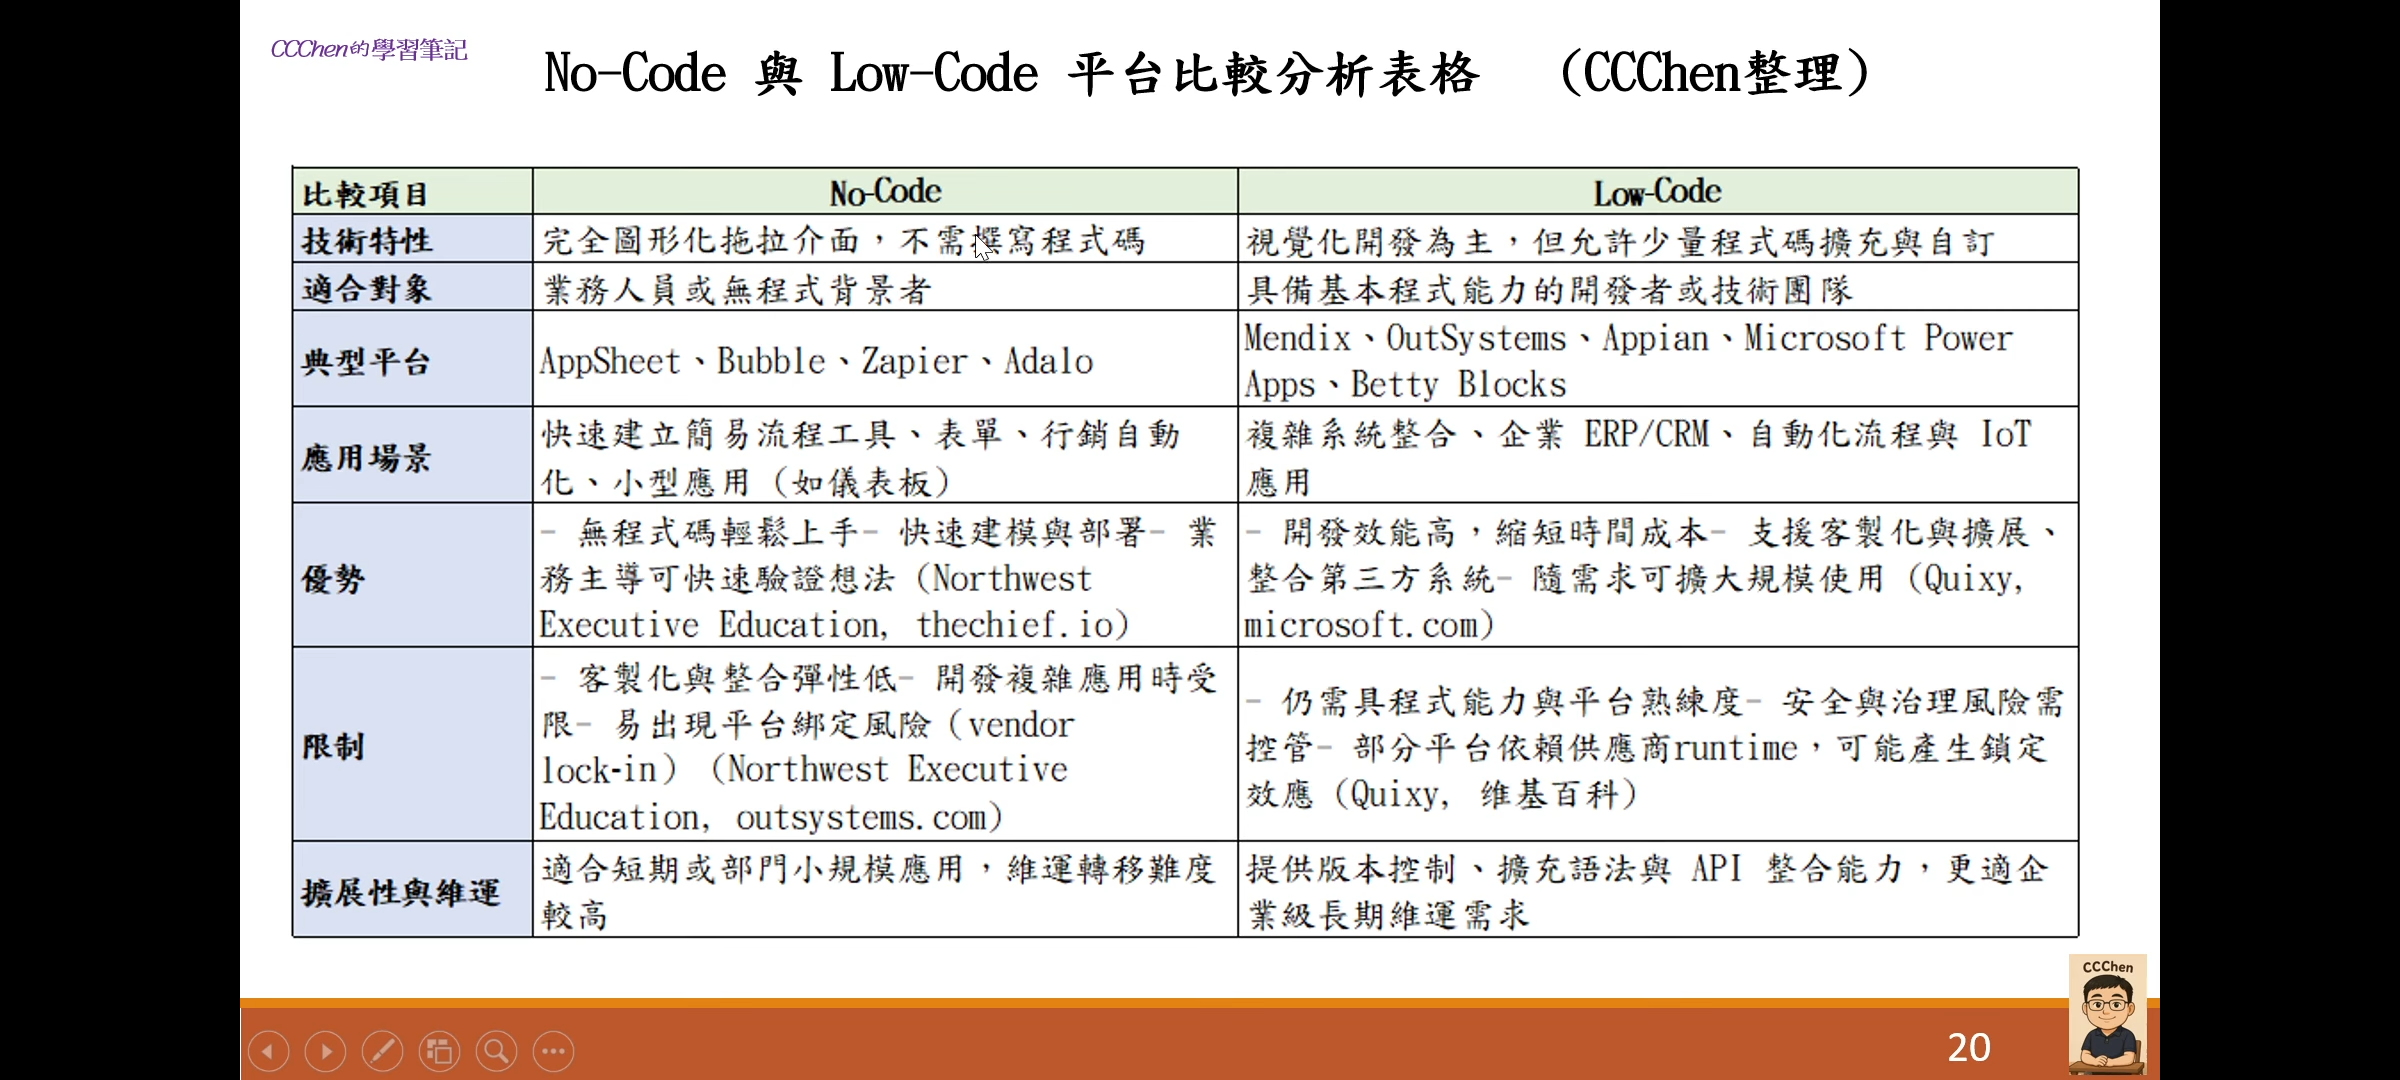 CCChen的學習筆記
No-Code 與 Low-Code 平台比較分析表格 (CCChen整理)
比較項目
No-Code
Low-Code
技術特性
完全圖形化拖拉介面，不需撰寫程式碼
視覺化開發為主，但允許少量程式碼擴充與自訂
適合對象
業務人員或無程式背景者
具備基本程式能力的開發者或技術團隊
典型平台
AppSheet、Bubble、Zapier、Adalo
Mendix、OutSystems、Appian、Microsoft Power
Apps、Betty Blocks
應用場景
快速建立簡易流程工具、表單、行銷自動
化、小型應用（如儀表板）
複雜系統整合、企業 ERP/CRM、自動化流程與 IoT
應用
優勢
- 無程式碼輕鬆上手- 快速建模與部署- 業
務主導可快速驗證想法（Northwest
Executive Education, thechief.io）
- 開發效能高，縮短時間成本- 支援客製化與擴展、
整合第三方系統- 隨需求可擴大規模使用（Quixy,
microsoft.com）
限制
- 客製化與整合彈性低- 開發複雜應用時受
限- 易出現平台綁定風險（vendor
lock-in）（Northwest Executive
Education, outsystems.com）
- 仍需具程式能力與平台熟練度- 安全與治理風險需
控管- 部分平台依賴供應商runtime，可能產生鎖定
效應（Quixy, 维基百科）
擴展性與維運
適合短期或部門小規模應用，維運轉移難度
較高
提供版本控制、擴充語法與 API 整合能力，更適企
業級長期維運需求
CCChen
20